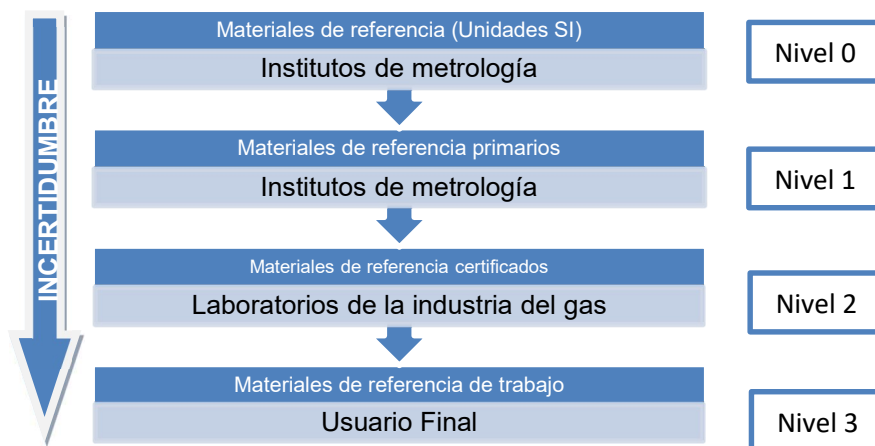 INCERTIDUMBRE
Materiales de referencia (Unidades SI)
Institutos de metrología
Nivel 0
Materiales de referencia primarios
Institutos de metrología
Nivel 1
Materiales de referencia certificados
Laboratorios de la industria del gas
Nivel 2
Materiales de referencia de trabajo
Usuario Final
Nivel 3